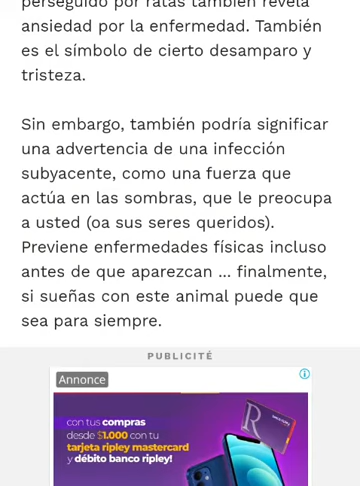 perseguido por ratas también revela
ansiedad por la enfermedad. También
es el símbolo de cierto desamparo y
tristeza.
Sin embargo, también podría significar
una advertencia de una infección
subyacente, como una fuerza que
actúa en las sombras, que le preocupa
a usted (oa sus seres queridos).
Previene enfermedades físicas incluso
antes de que aparezcan ... finalmente,
si sueñas con este animal puede que
sea para siempre.
PUBLICITÉ
Annonce
con tus compras
desde $1.000 con tu
tarjeta ripley mastercard
y débito banco ripley!
R